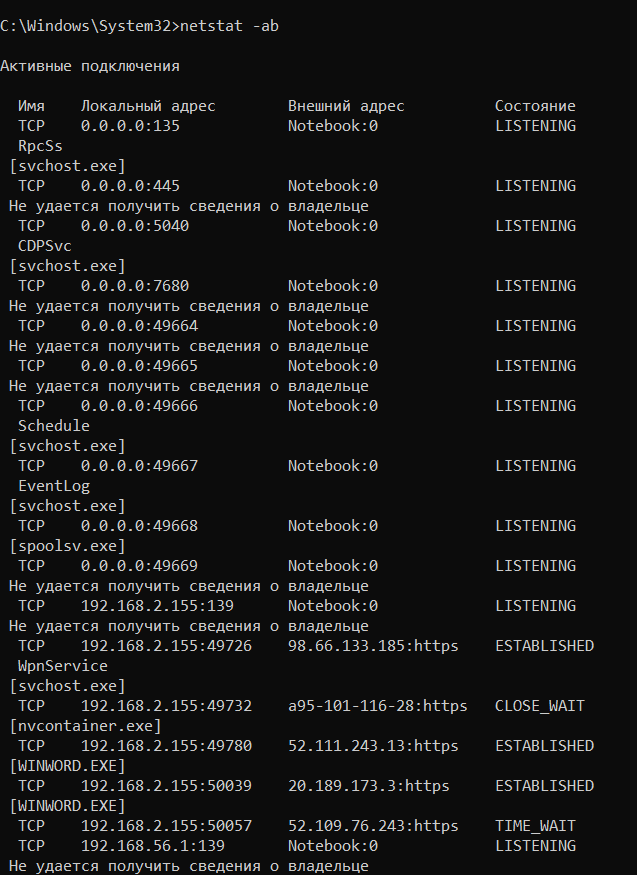 C:\Windows\System32>netstat -ab
Активные подключения
Имя Локальный адрес Внешний адрес Состояние
TCP 0.0.0.0:135 Notebook:0 LISTENING
RpcSs
[svchost.exe]
TCP 0.0.0.0:445 Notebook:0 LISTENING
Не удается получить сведения о владельце
TCP 0.0.0.0:5040 Notebook:0 LISTENING
CDPSvc
[svchost.exe]
TCP 0.0.0.0:7680 Notebook:0 LISTENING
Не удается получить сведения о владельце
TCP 0.0.0.0:49664 Notebook:0 LISTENING
Не удается получить сведения о владельце
TCP 0.0.0.0:49665 Notebook:0 LISTENING
Не удается получить сведения о владельце
TCP 0.0.0.0:49666 Notebook:0 LISTENING
Schedule
[svchost.exe]
TCP 0.0.0.0:49667 Notebook:0 LISTENING
EventLog
[svchost.exe]
TCP 0.0.0.0:49668 Notebook:0 LISTENING
[spoolsv.exe]
TCP 0.0.0.0:49669 Notebook:0 LISTENING
Не удается получить сведения о владельце
TCP 192.168.2.155:139 Notebook:0 LISTENING
Не удается получить сведения о владельце
TCP 192.168.2.155:49726 98.66.133.185:https ESTABLISHED
WpnService
[svchost.exe]
TCP 192.168.2.155:49732 a95-101-116-28:https CLOSE_WAIT
[nvcontainer.exe]
TCP 192.168.2.155:49780 52.111.243.13:https ESTABLISHED
[WINWORD.EXE]
TCP 192.168.2.155:50039 20.189.173.3:https ESTABLISHED
[WINWORD.EXE]
TCP 192.168.2.155:50057 52.109.76.243:https TIME_WAIT
TCP 192.168.56.1:139 Notebook:0 LISTENING
Не удается получить сведения о владельце